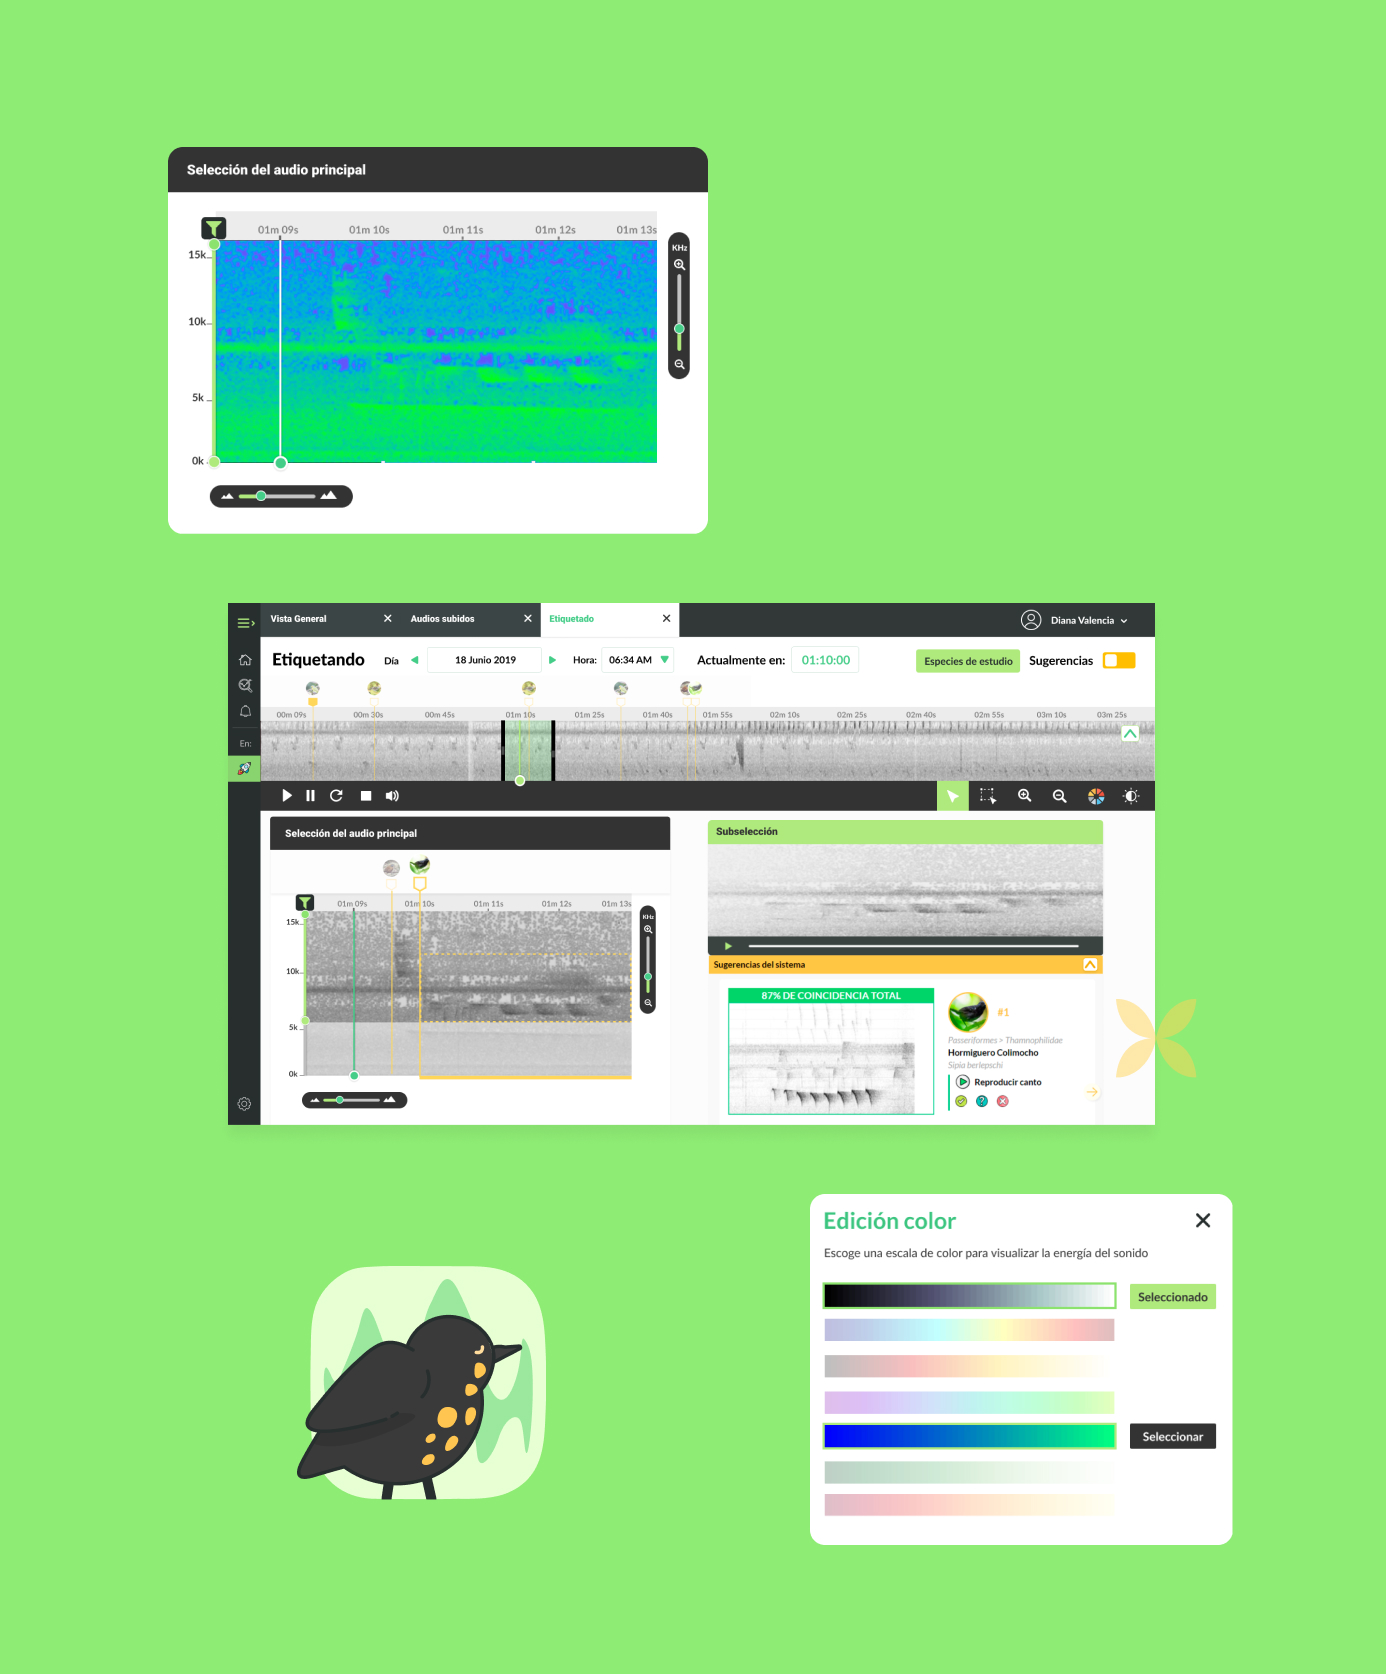 Selección del audio principal
01m 09s 01m 10s 01m 11s 01m 12s 01m 13s
KHz
15k
10k
5k
0k
Vista General
Audios subidos
Etiquetado
Diana Valencia
Etiquetando
Día
18 Junio 2019
Hora:
06:34 AM
Actualmente en:
01:10:00
Especies de estudio
Sugerencias
00m 09s 00m 30s 00m 45s 01m 10s 01m 25s 01m 40s 01m 55s 02m 10s 02m 25s 02m 40s 02m 55s 03m 10s 03m 25s
En:
Selección del audio principal
01m 09s 01m 10s 01m 11s 01m 12s 01m 13s
KHz
15k
10k
5k
0k
Subselección
Sugerencias del sistema
87% DE COINCIDENCIA TOTAL
#1
Passeriformes > Thamnophilidae
Hormiguero Colimocho
Sipia berlepschi
Reproducir canto
Edición color
Escoge una escala de color para visualizar la energía del sonido
Seleccionado
Seleccionar